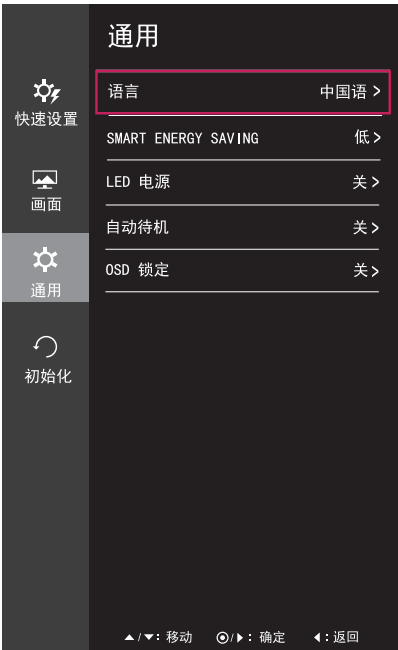 通用
快速设置
画面
通用
初始化
语言 中国语 >
SMART ENERGY SAVING 低 >
LED 电源 关 >
自动待机 关 >
OSD 锁定 关 >
▲/▼: 移动 ⦿/▶: 确定 ◀: 返回